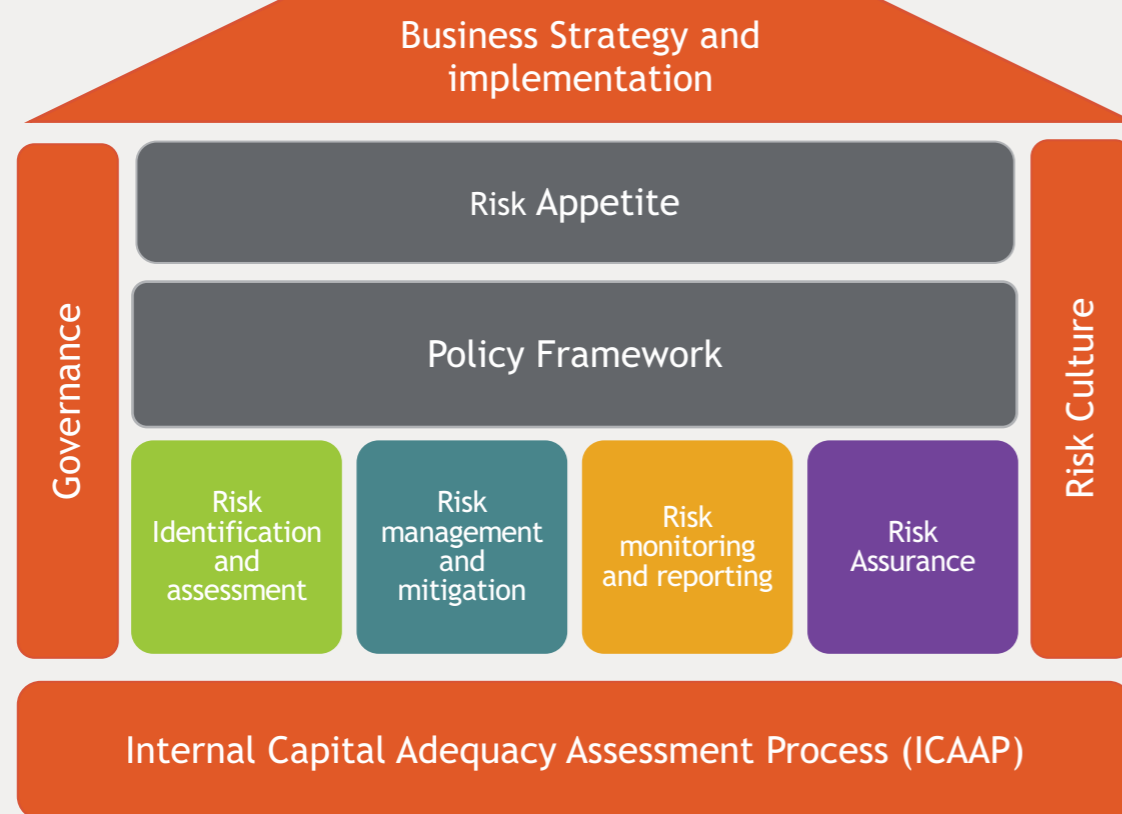 Business Strategy and
implementation
Risk Appetite
Policy Framework
Governance
Risk Culture
Risk
Identification
and
assessment
Risk
management
and
mitigation
Risk
monitoring
and reporting
Risk
Assurance
Internal Capital Adequacy Assessment Process (ICAAP)